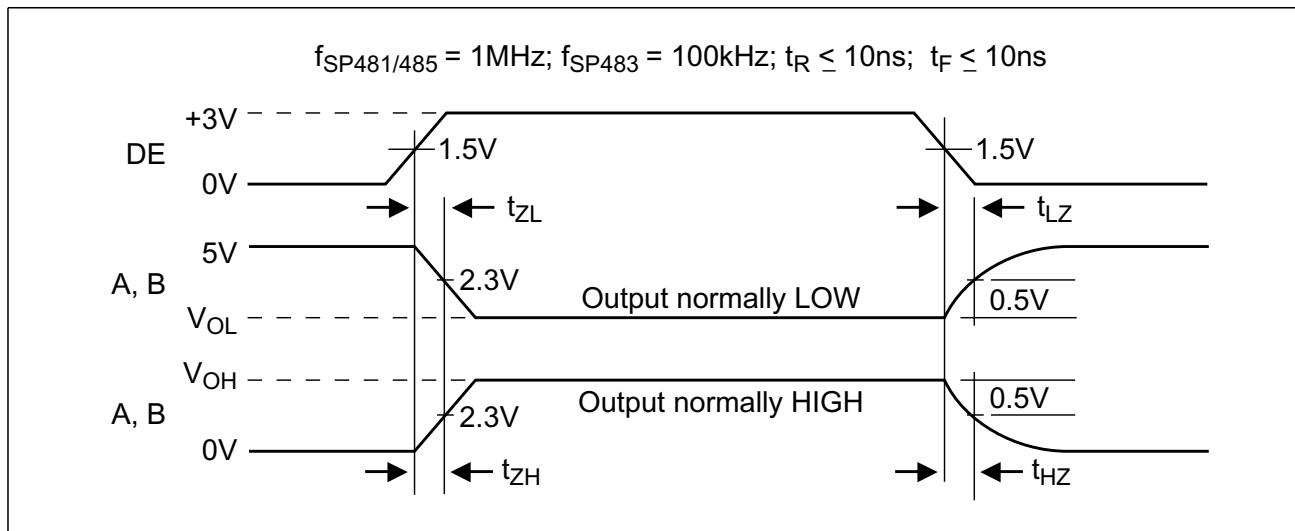 fSP481/485 = 1MHz; fSP483 = 100kHz; tR ≤ 10ns; tF ≤ 10ns
+3V
DE
1.5V
1.5V
0V
tZL
tLZ
5V
A, B
2.3V
Output normally LOW
0.5V
VOL
VOH
A, B
2.3V
Output normally HIGH
0.5V
0V
tZH
tHZ